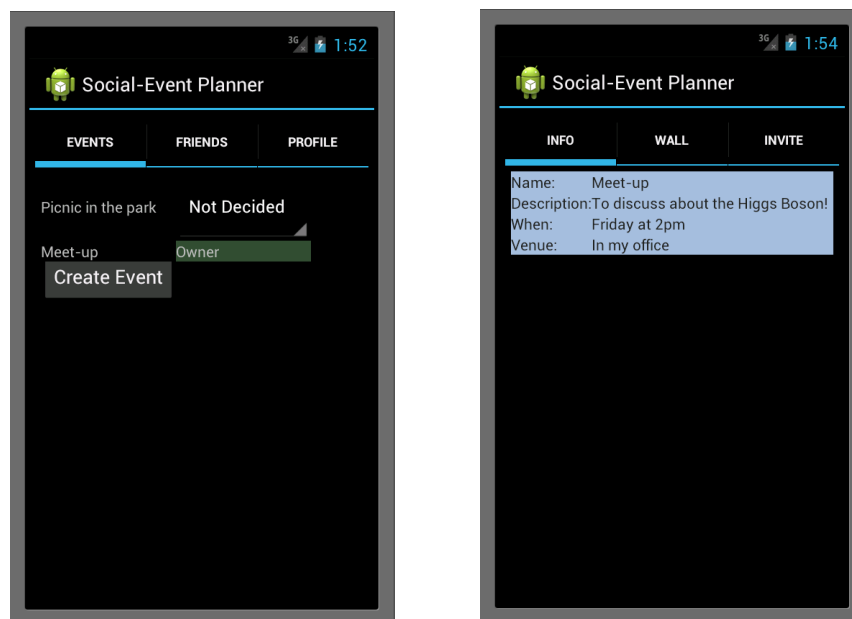 3G 1:52
Social-Event Planner
EVENTS FRIENDS PROFILE
Picnic in the park Not Decided
Meet-up Owner
Create Event
3G 1:54
Social-Event Planner
INFO WALL INVITE
Name: Meet-up
Description:To discuss about the Higgs Boson!
When: Friday at 2pm
Venue: In my office